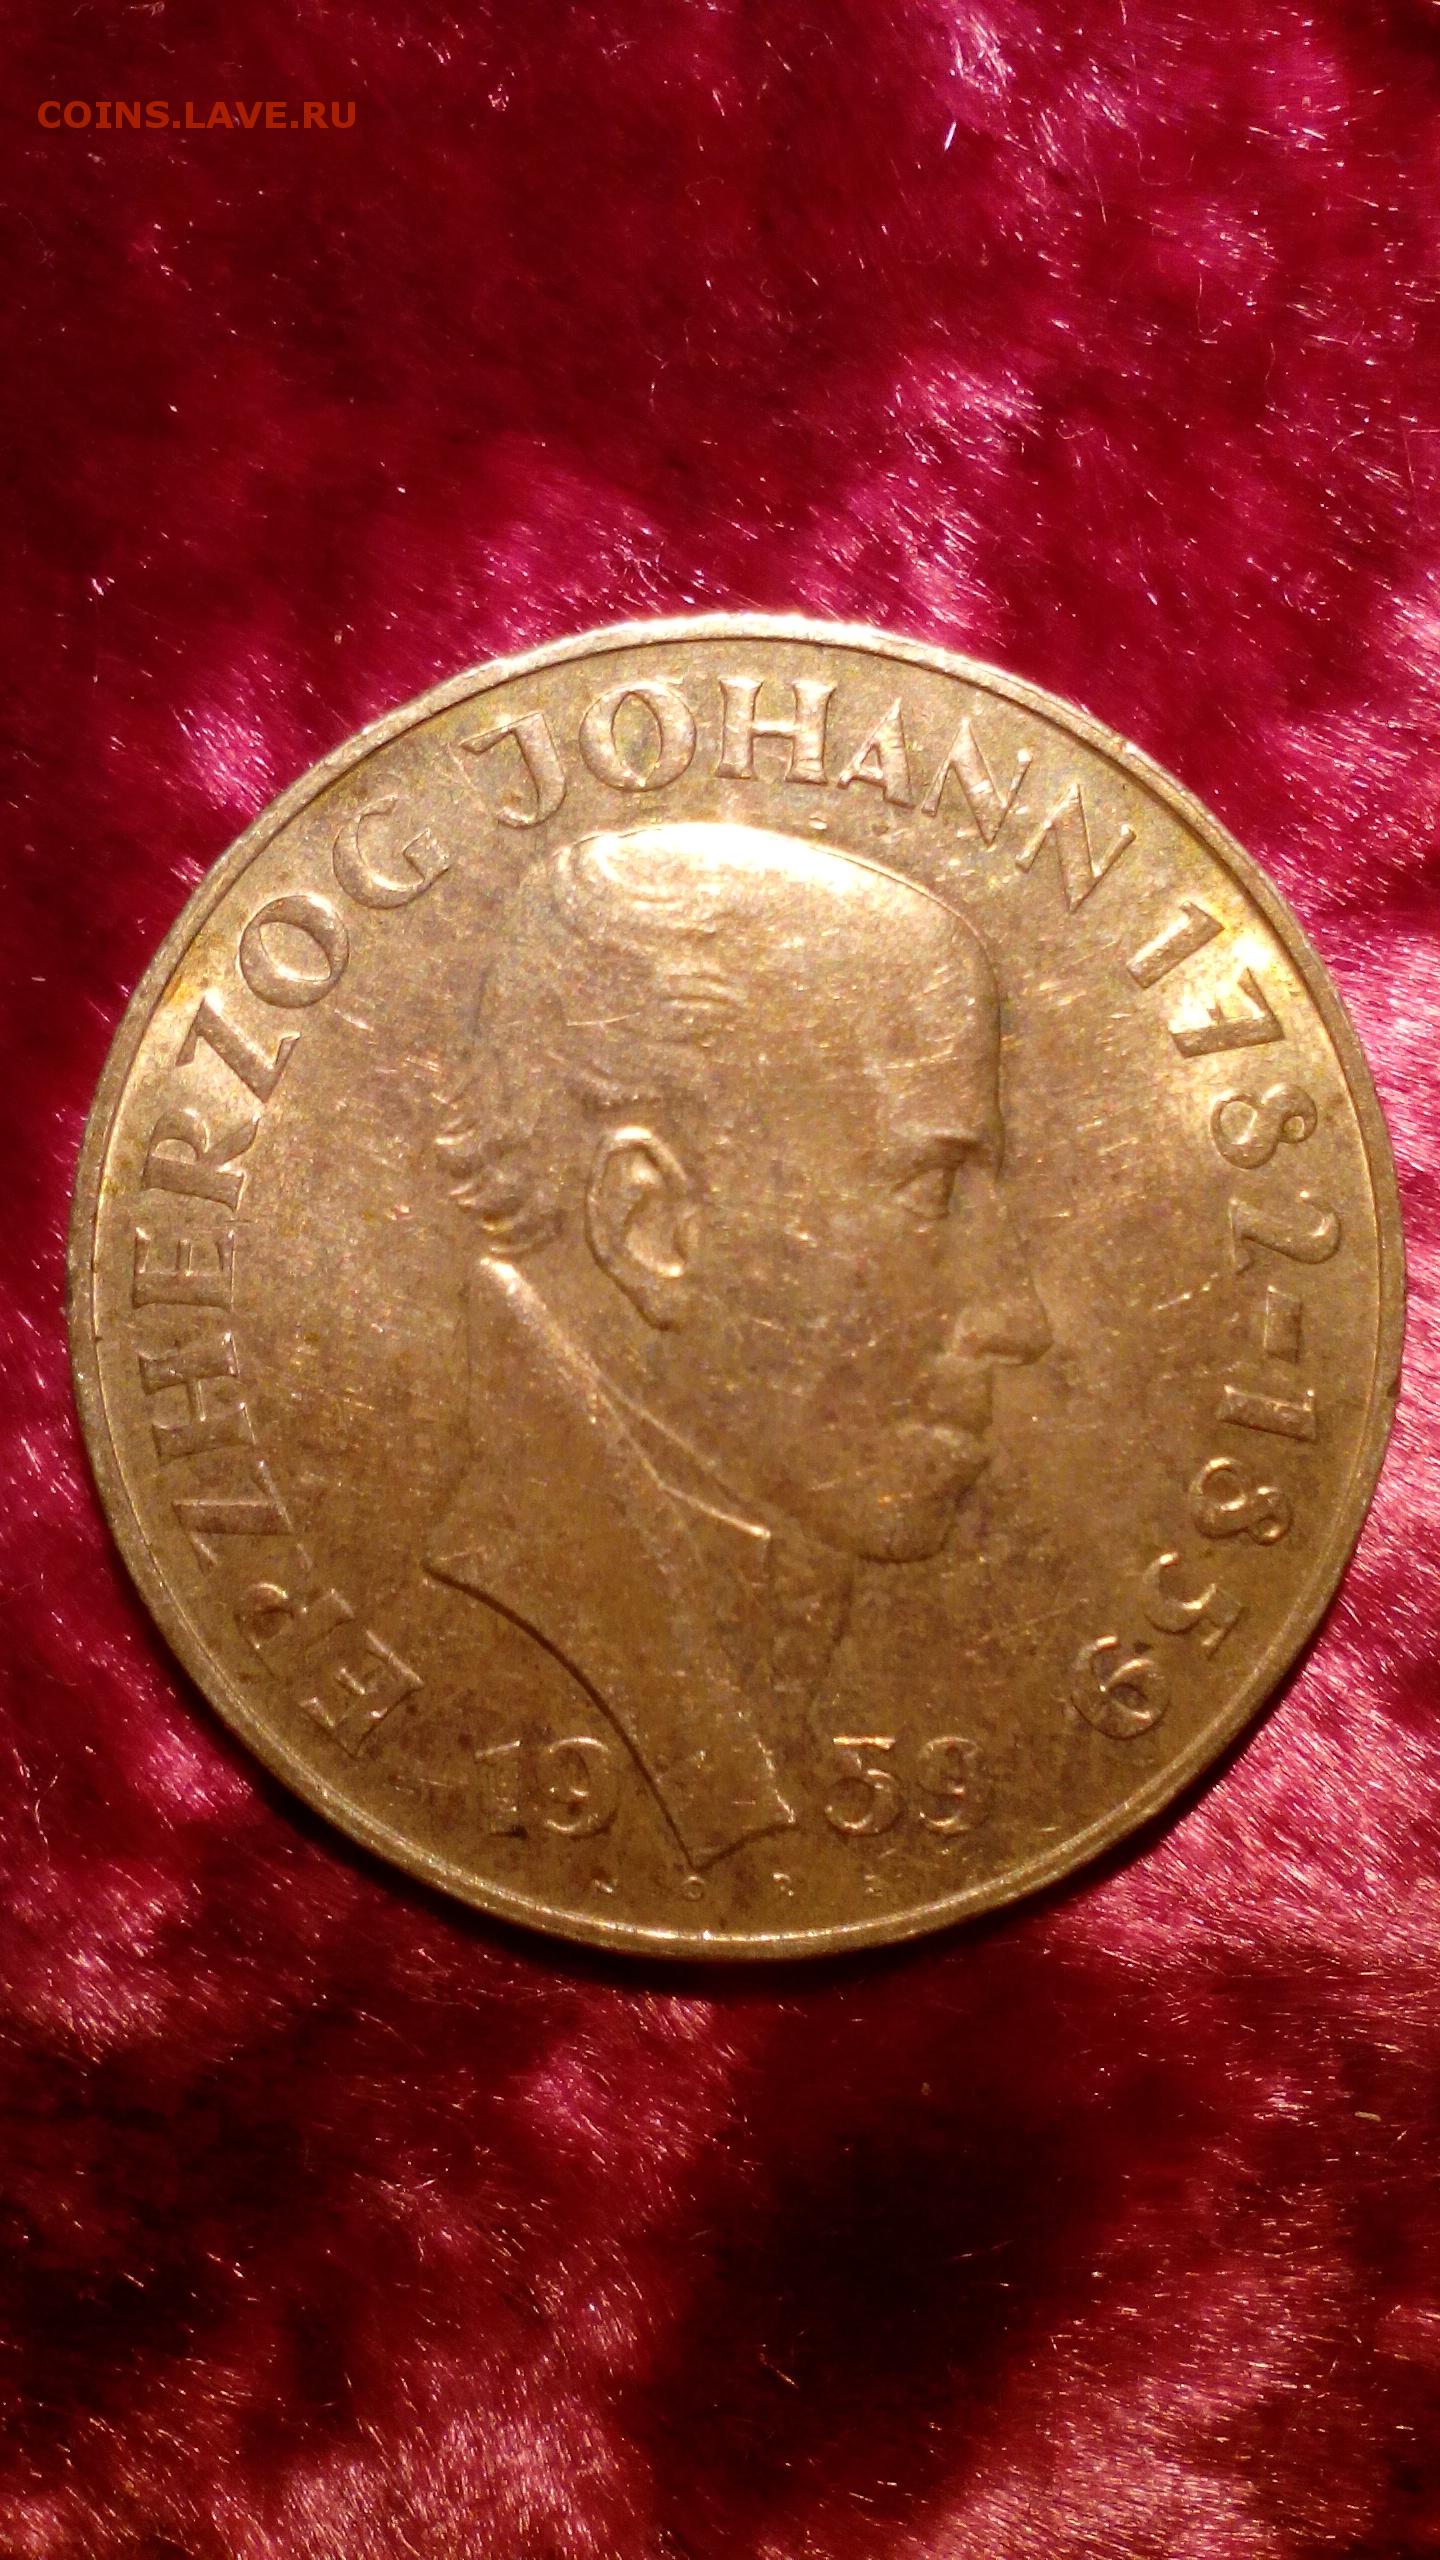 COINS.LAVE.RU
ERZHERZOG JOHANN 1782-1859
1959